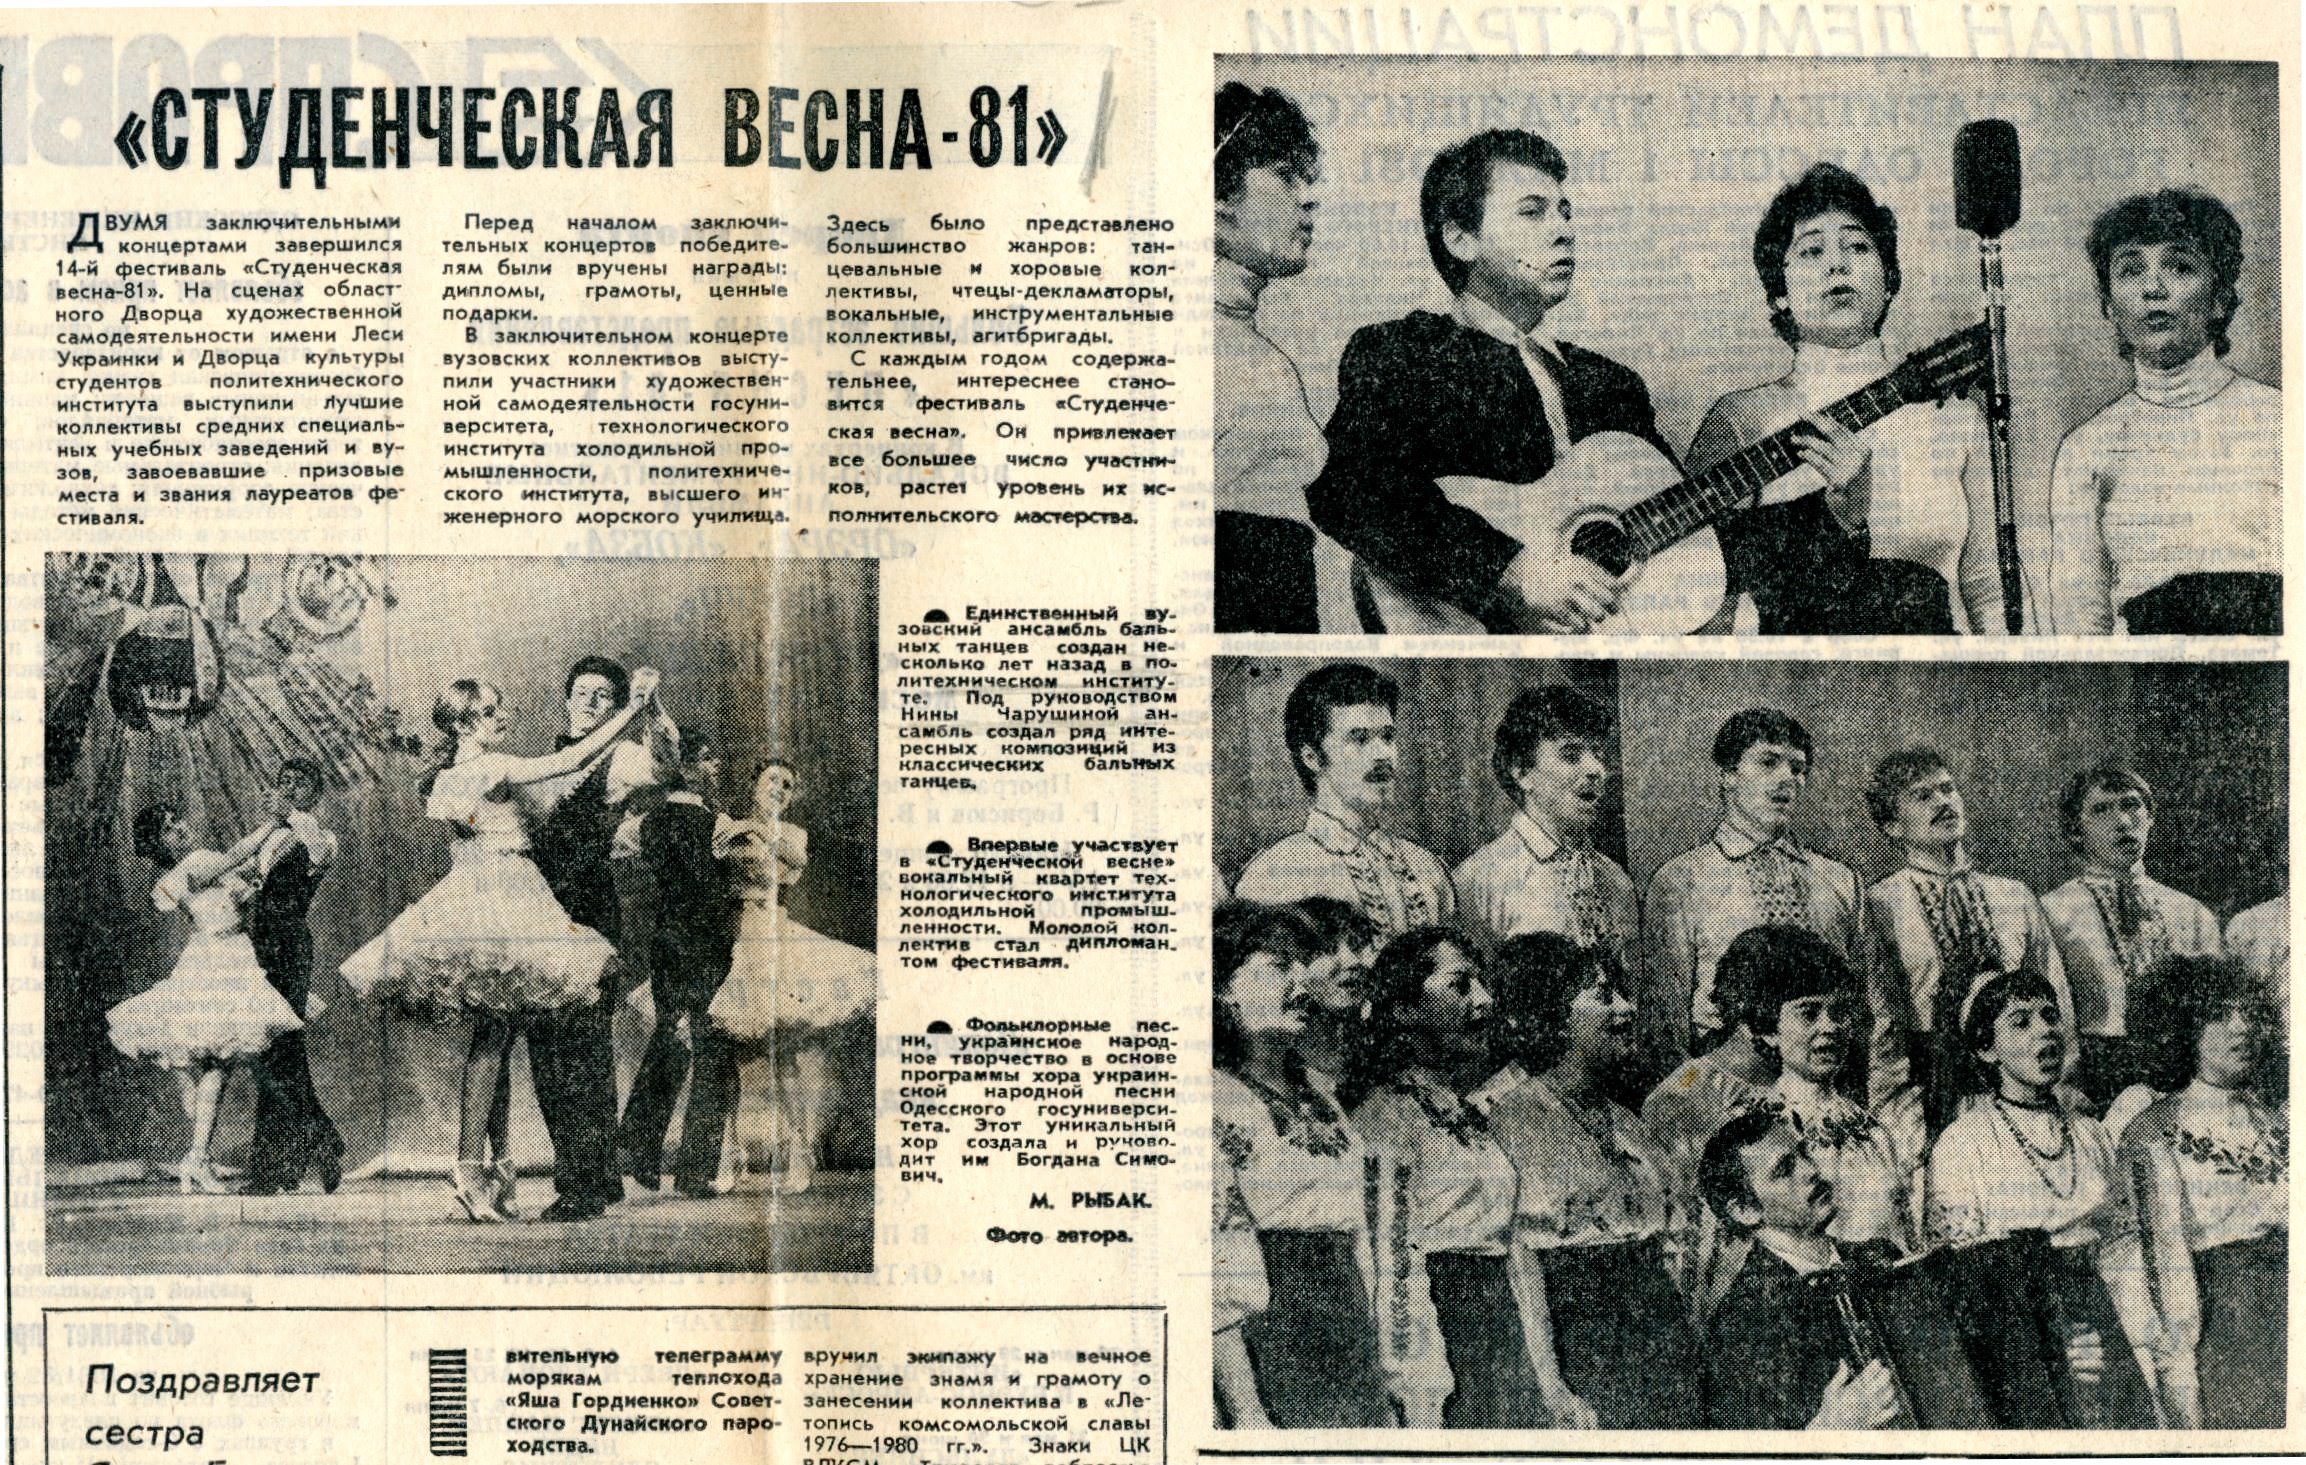 «СТУДЕНЧЕСКАЯ ВЕСНА-81»
ДВУМЯ заключительными
концертами завершился
14-й фестиваль «Студенческая
весна-81». На сценах област-
ного Дворца художественной
самодеятельности имени Леси
Украинки и Дворца культуры
студентов политехнического
института выступили лучшие
коллективы средних специаль-
ных учебных заведений и ву-
зов, завоевавшие призовые
места и звания лауреатов фе-
стиваля.
Перед началом заключи-
тельных концертов победите-
лям были вручены награды:
дипломы, грамоты, ценные
подарки.
В заключительном концерте
вузовских коллективов высту-
пили участники художествен-
ной самодеятельности госуни-
верситета, технологического
института холодильной про-
мышленности, политехниче-
ского института, высшего ин-
женерного морского училища.
Здесь было представлено
большинство жанров: тан-
цевальные и хоровые кол-
лективы, чтецы-декламаторы,
вокальные, инструментальные
коллективы, агитбригады.
С каждым годом содержа-
тельнее, интереснее стано-
вится фестиваль «Студенче-
ская весна». Он привлекает
все большее число участни-
ков, растет уровень их ис-
полнительского мастерства.
Единственный ву-
зовский ансамбль баль-
ных танцев создан не-
сколько лет назад в по-
литехническом институ-
те. Под руководством
Нины Чарушиной ан-
самбль создал ряд инте-
ресных композиций из
классических бальных
танцев.
Впервые участвует
в «Студенческой весне»
вокальный квартет тех-
нологического института
холодильной промыш-
ленности. Молодой кол-
лектив стал дипломан-
том фестиваля.
Фольклорные пес-
ни, украинское народ-
ное творчество в основе
программы хора украин-
ской народной песни
Одесского госуниверси-
тета. Этот уникальный
хор создала и руково-
дит им Богдана Симо-
вич.
М. РЫБАК.
Фото автора.
Поздравляет
сестра
вительную телеграмму
морякам теплохода
«Яша Гордиенко» Совет-
ского Дунайского паро-
ходства.
вручил экипажу на вечное
хранение знамя и грамоту о
занесении коллектива в «Ле-
топись комсомольской славы
1976—1980 гг.». Знаки ЦК